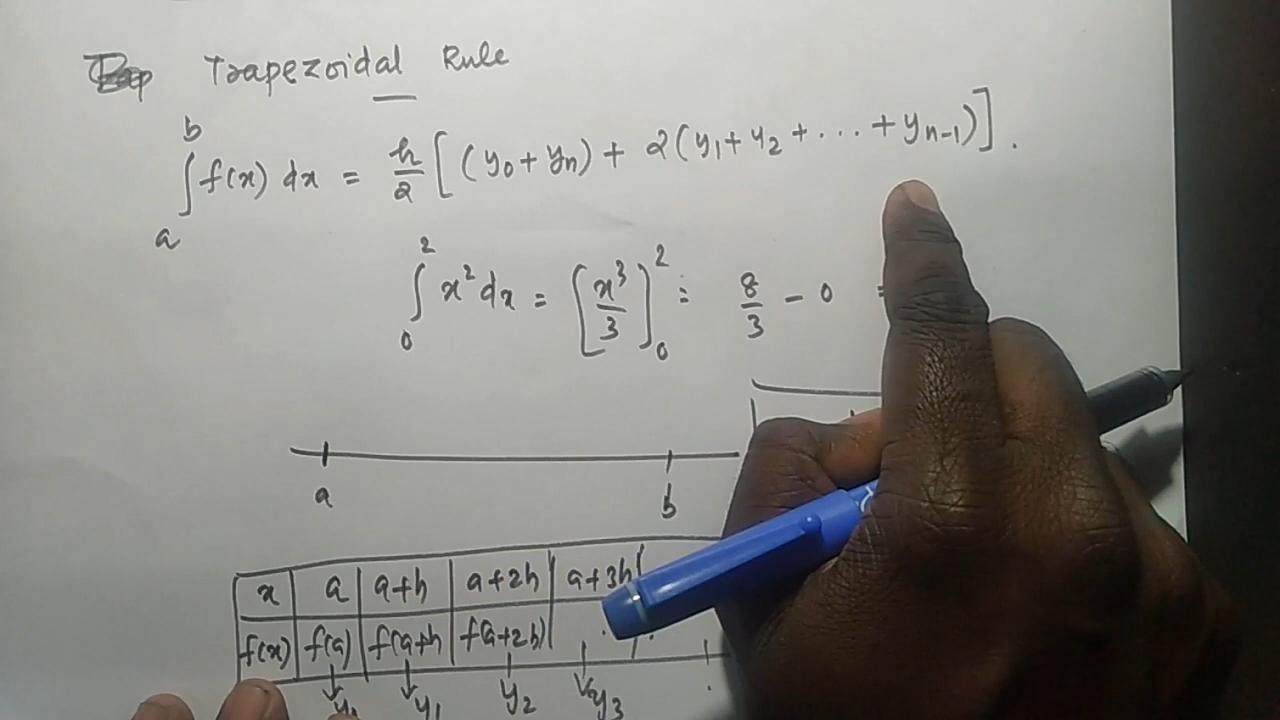 Trapezoidal Rule
∫_a^b f(x) dx = h/2 [(y₀ + yₙ) + 2(y₁ + y₂ + ... + yₙ₋₁)].
∫_0^2 x² dx = [x³/3]_0^2 = 8/3 - 0 =
a b
x | a | a+h | a+2h | a+3h
f(x) | f(a) | f(a+h | f(a+2h)
y₁ y₂ y₃